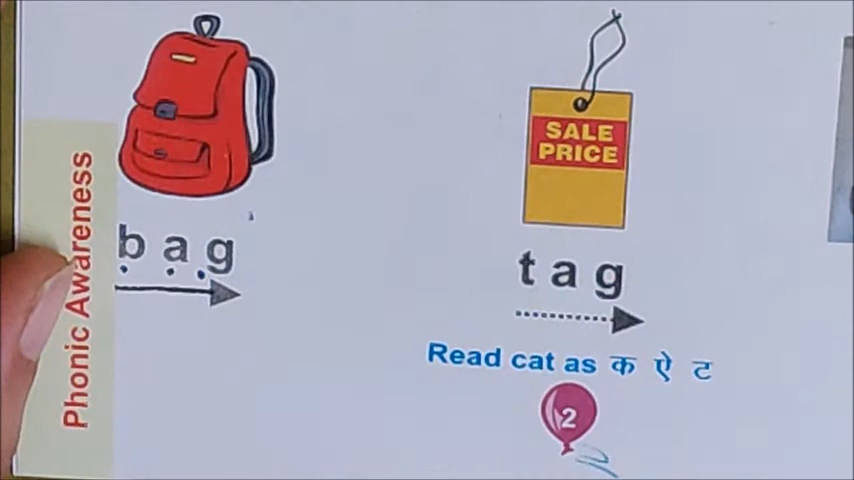 Phonic Awareness
SALE
PRICE
b a g
t a g
Read cat as क ऐ ट
2